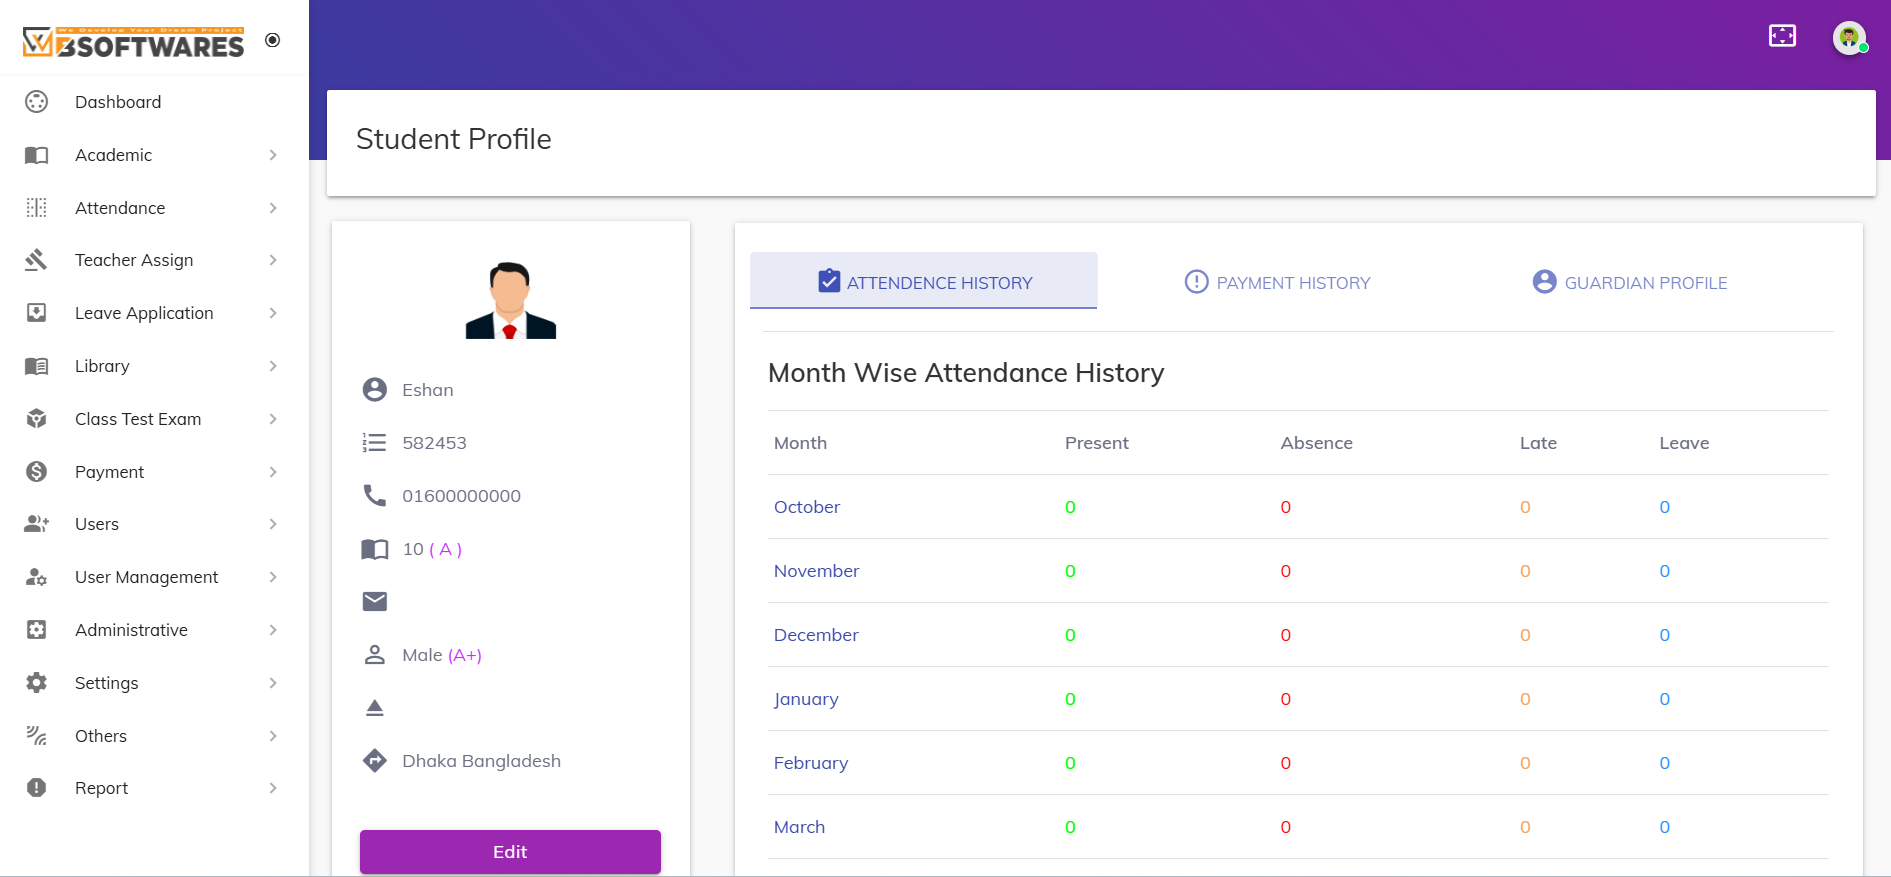 We Develop Your Dream Project
WBSOFTWARES
Dashboard
Academic
Attendance
Teacher Assign
Leave Application
Library
Class Test Exam
Payment
Users
User Management
Administrative
Settings
Others
Report
Student Profile
Eshan
582453
01600000000
10 ( A )
Male (A+)
Dhaka Bangladesh
Edit
ATTENDENCE HISTORY PAYMENT HISTORY GUARDIAN PROFILE
Month Wise Attendance History
Month Present Absence Late Leave
October 0 0 0 0
November 0 0 0 0
December 0 0 0 0
January 0 0 0 0
February 0 0 0 0
March 0 0 0 0